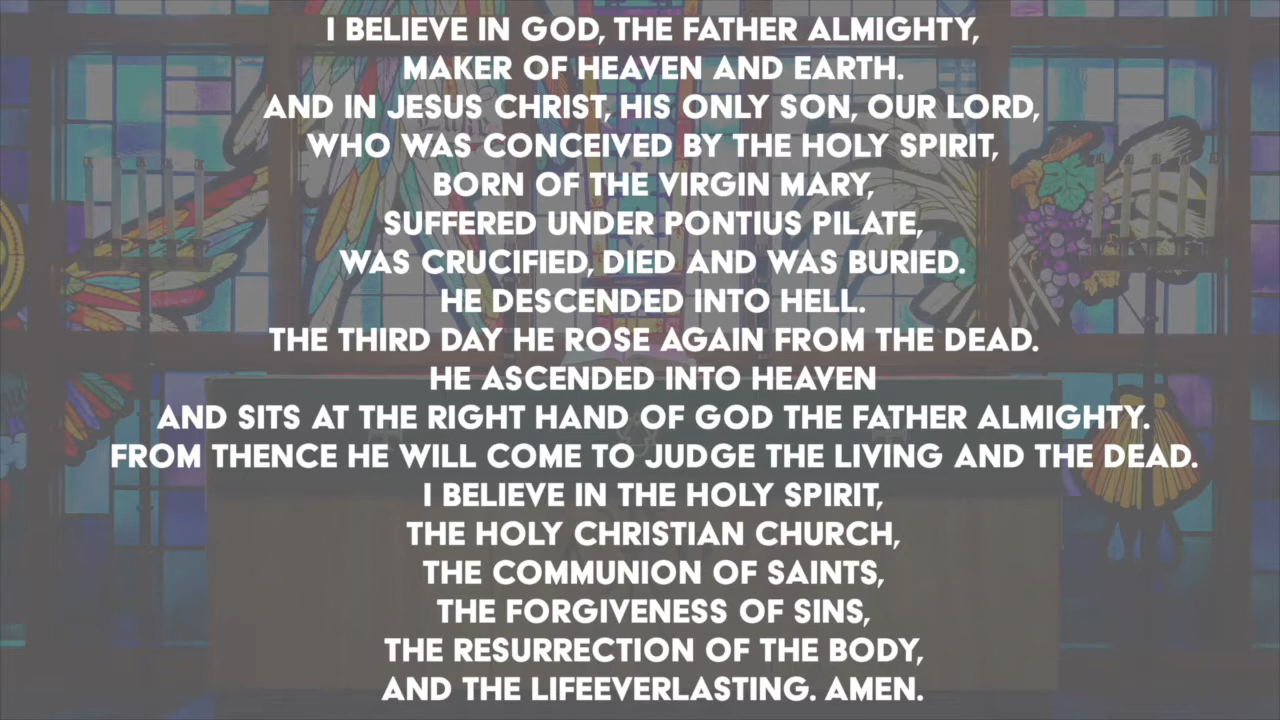 I BELIEVE IN GOD, THE FATHER ALMIGHTY,
MAKER OF HEAVEN AND EARTH.
AND IN JESUS CHRIST, HIS ONLY SON, OUR LORD,
WHO WAS CONCEIVED BY THE HOLY SPIRIT,
BORN OF THE VIRGIN MARY,
SUFFERED UNDER PONTIUS PILATE,
WAS CRUCIFIED, DIED AND WAS BURIED.
HE DESCENDED INTO HELL.
THE THIRD DAY HE ROSE AGAIN FROM THE DEAD.
HE ASCENDED INTO HEAVEN
AND SITS AT THE RIGHT HAND OF GOD THE FATHER ALMIGHTY.
FROM THENCE HE WILL COME TO JUDGE THE LIVING AND THE DEAD.
I BELIEVE IN THE HOLY SPIRIT,
THE HOLY CHRISTIAN CHURCH,
THE COMMUNION OF SAINTS,
THE FORGIVENESS OF SINS,
THE RESURRECTION OF THE BODY,
AND THE LIFEEVERLASTING. AMEN.